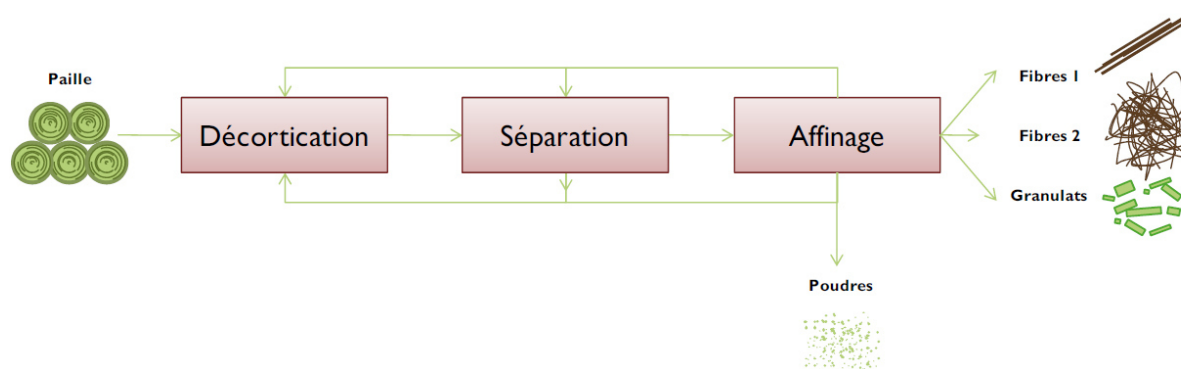 Paille
Décortication
Séparation
Affinage
Fibres 1
Fibres 2
Granulats
Poudres